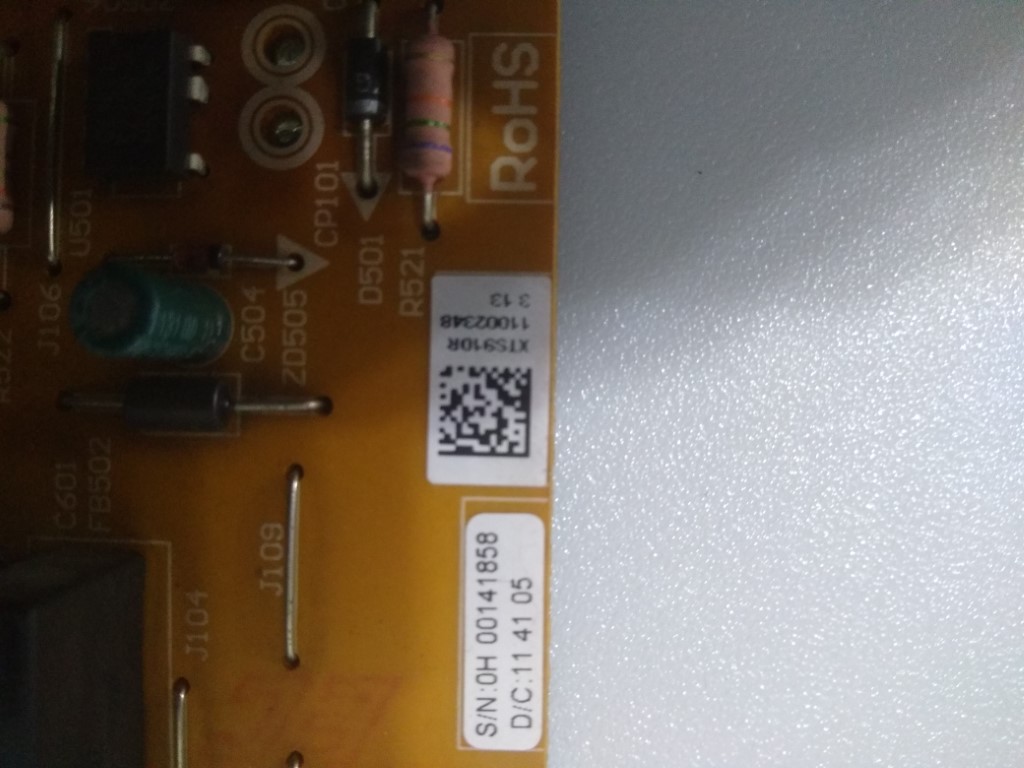 RoHS
CP101
U501
D501
R521
J106
C504
ZD505
3 13
11002348
XTS910R
C601
FB502
J109
J104
S/N:0H 00141858
D/C:11 41 05